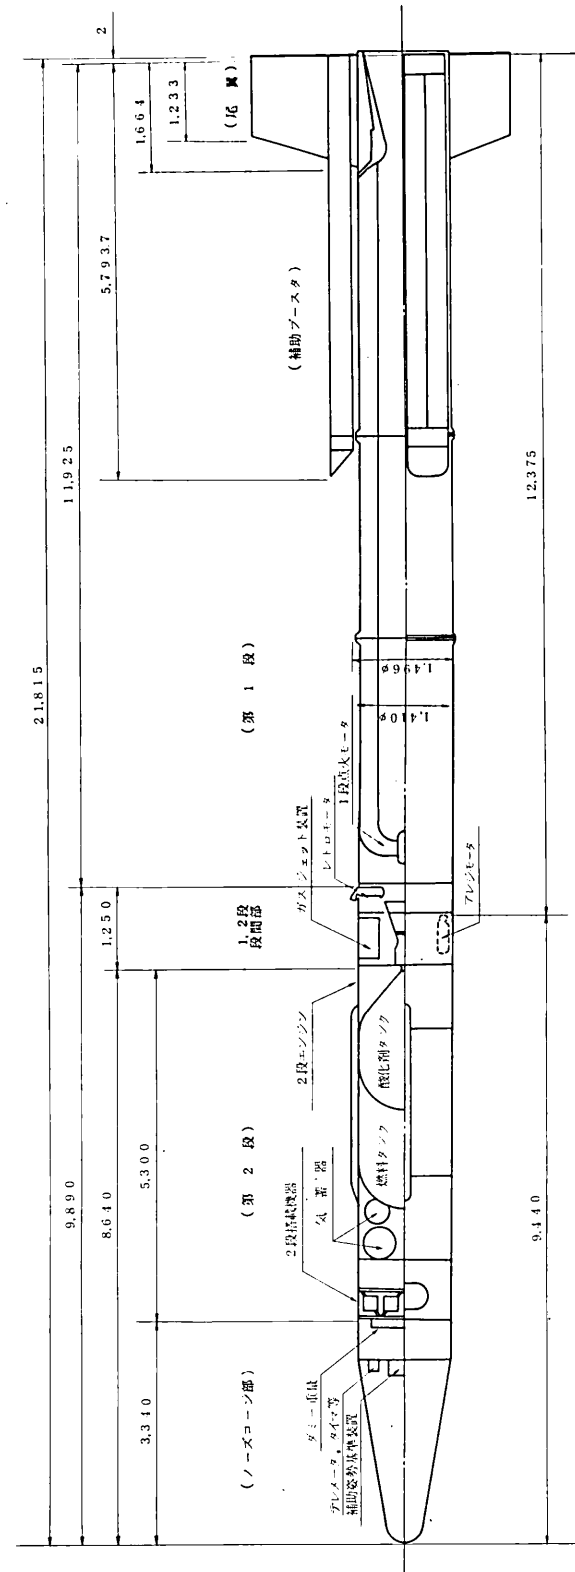 2
21,815
11,925
5,793.7
1,664
1,233
(尾翼)
(補助ブースタ)
12,375
(第1段)
1,496φ
1,410φ
1段点火モータ
レトロモータ
ガスジェット装置
アレジモータ
1,250
1,2段
段間部
9,890
8,640
5,300
(第2段)
2段エンジン
酸化剤タンク
燃料タンク
気蓄器
2段搭載機器
9,440
3,340
(ノーズコーン部)
ダミー重量
テレメータ,タイマ等
補助姿勢基準装置